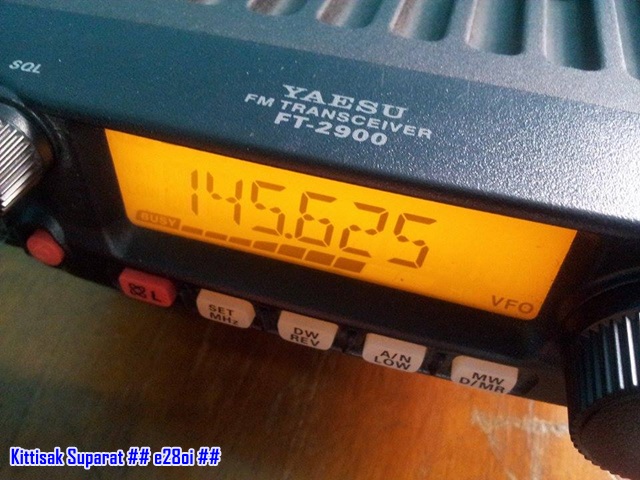 SQL
YAESU
FM TRANSCEIVER
FT-2900
145.625
BUSY
VFO
L
SET
MHz
DW
REV
A/N
LOW
MW
D/MR
Kittisak Suparat ## e28oi ##